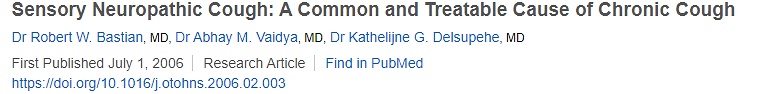 Sensory Neuropathic Cough: A Common and Treatable Cause of Chronic Cough
Dr Robert W. Bastian, MD, Dr Abhay M. Vaidya, MD, Dr Kathelijne G. Delsupehe, MD
First Published July 1, 2006 | Research Article | Find in PubMed
https://doi.org/10.1016/j.otohns.2006.02.003